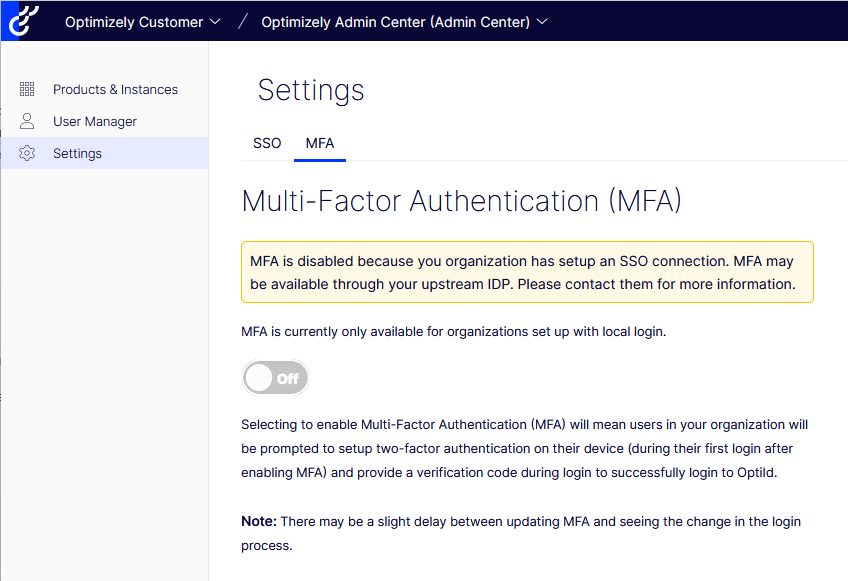 Optimizely Customer / Optimizely Admin Center (Admin Center)
Products & Instances
User Manager
Settings
Settings
SSO MFA
Multi-Factor Authentication (MFA)
MFA is disabled because you organization has setup an SSO connection. MFA may
be available through your upstream IDP. Please contact them for more information.
MFA is currently only available for organizations set up with local login.
Off
Selecting to enable Multi-Factor Authentication (MFA) will mean users in your organization will
be prompted to setup two-factor authentication on their device (during their first login after
enabling MFA) and provide a verification code during login to successfully login to OptiId.
Note: There may be a slight delay between updating MFA and seeing the change in the login
process.